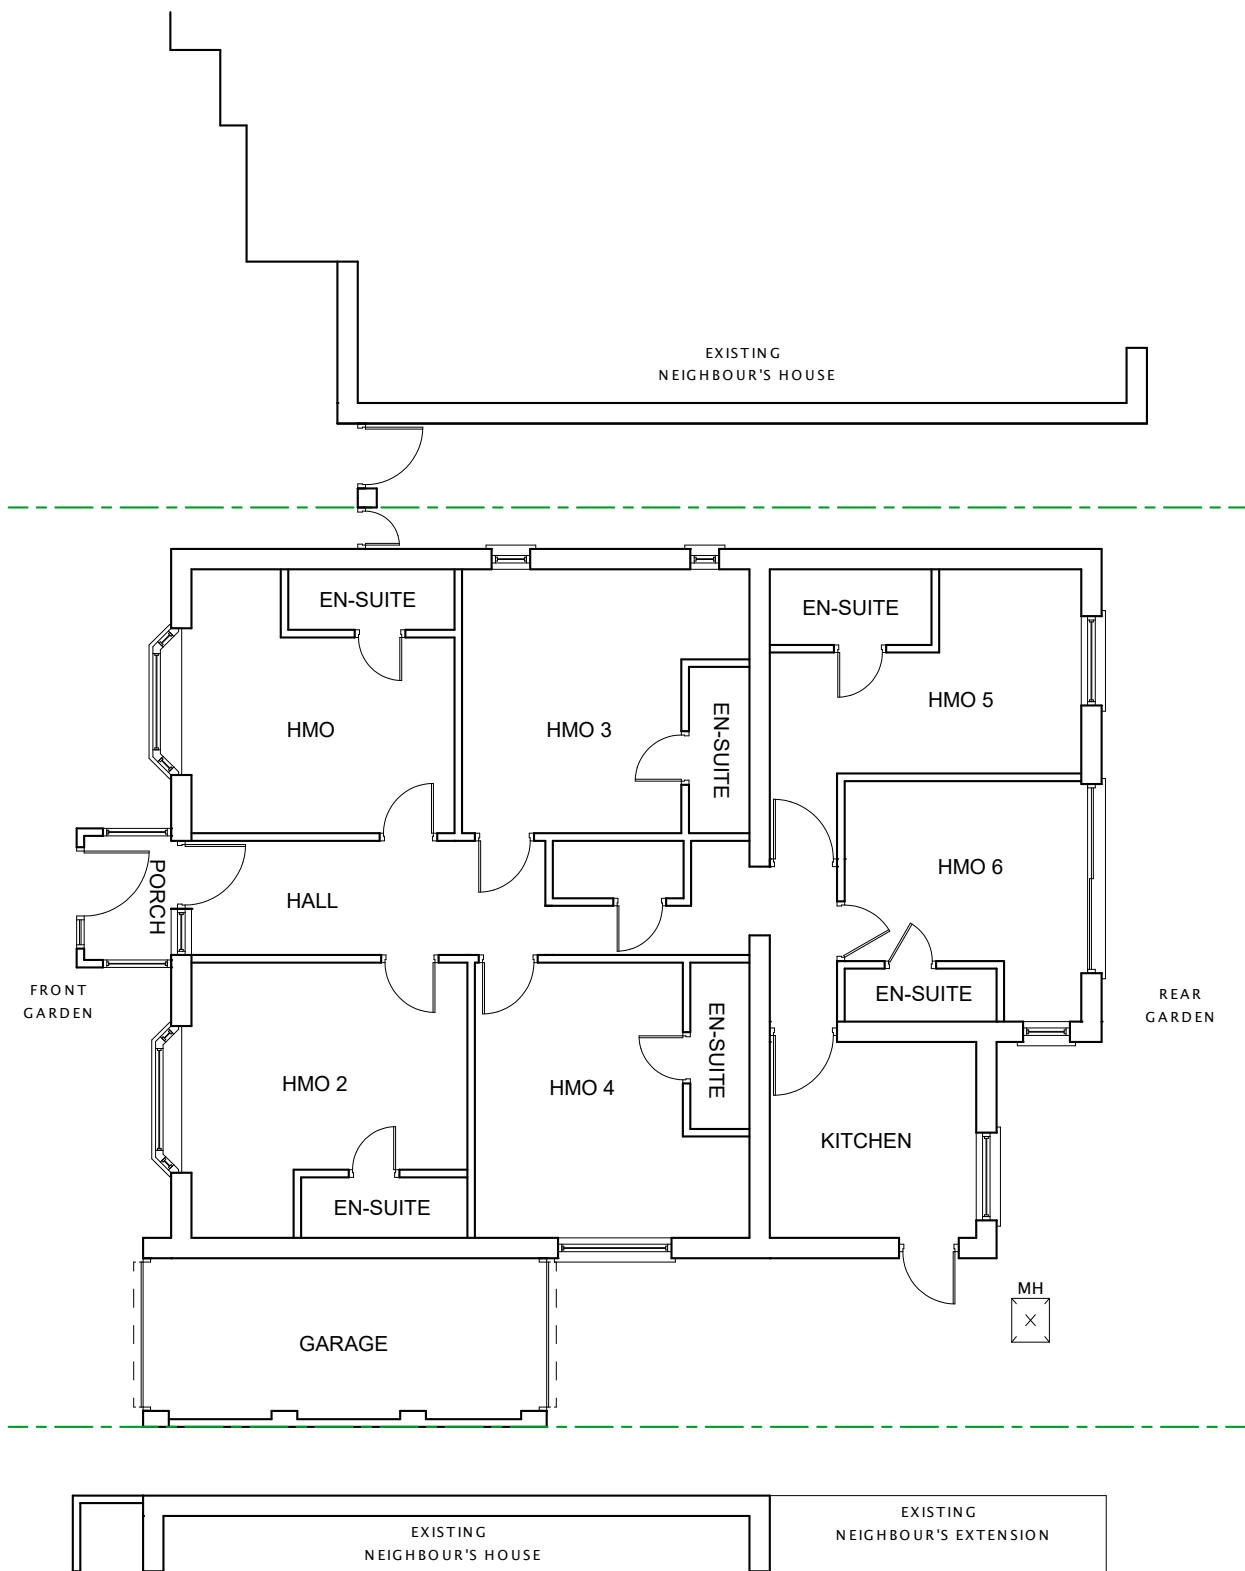 EXISTING
NEIGHBOUR'S HOUSE
EN-SUITE
EN-SUITE
HMO
HMO 3
EN-SUITE
HMO 5
PORCH
HALL
HMO 6
FRONT
GARDEN
EN-SUITE
REAR
GARDEN
HMO 2
HMO 4
EN-SUITE
KITCHEN
EN-SUITE
MH
GARAGE
EXISTING
NEIGHBOUR'S HOUSE
EXISTING
NEIGHBOUR'S EXTENSION